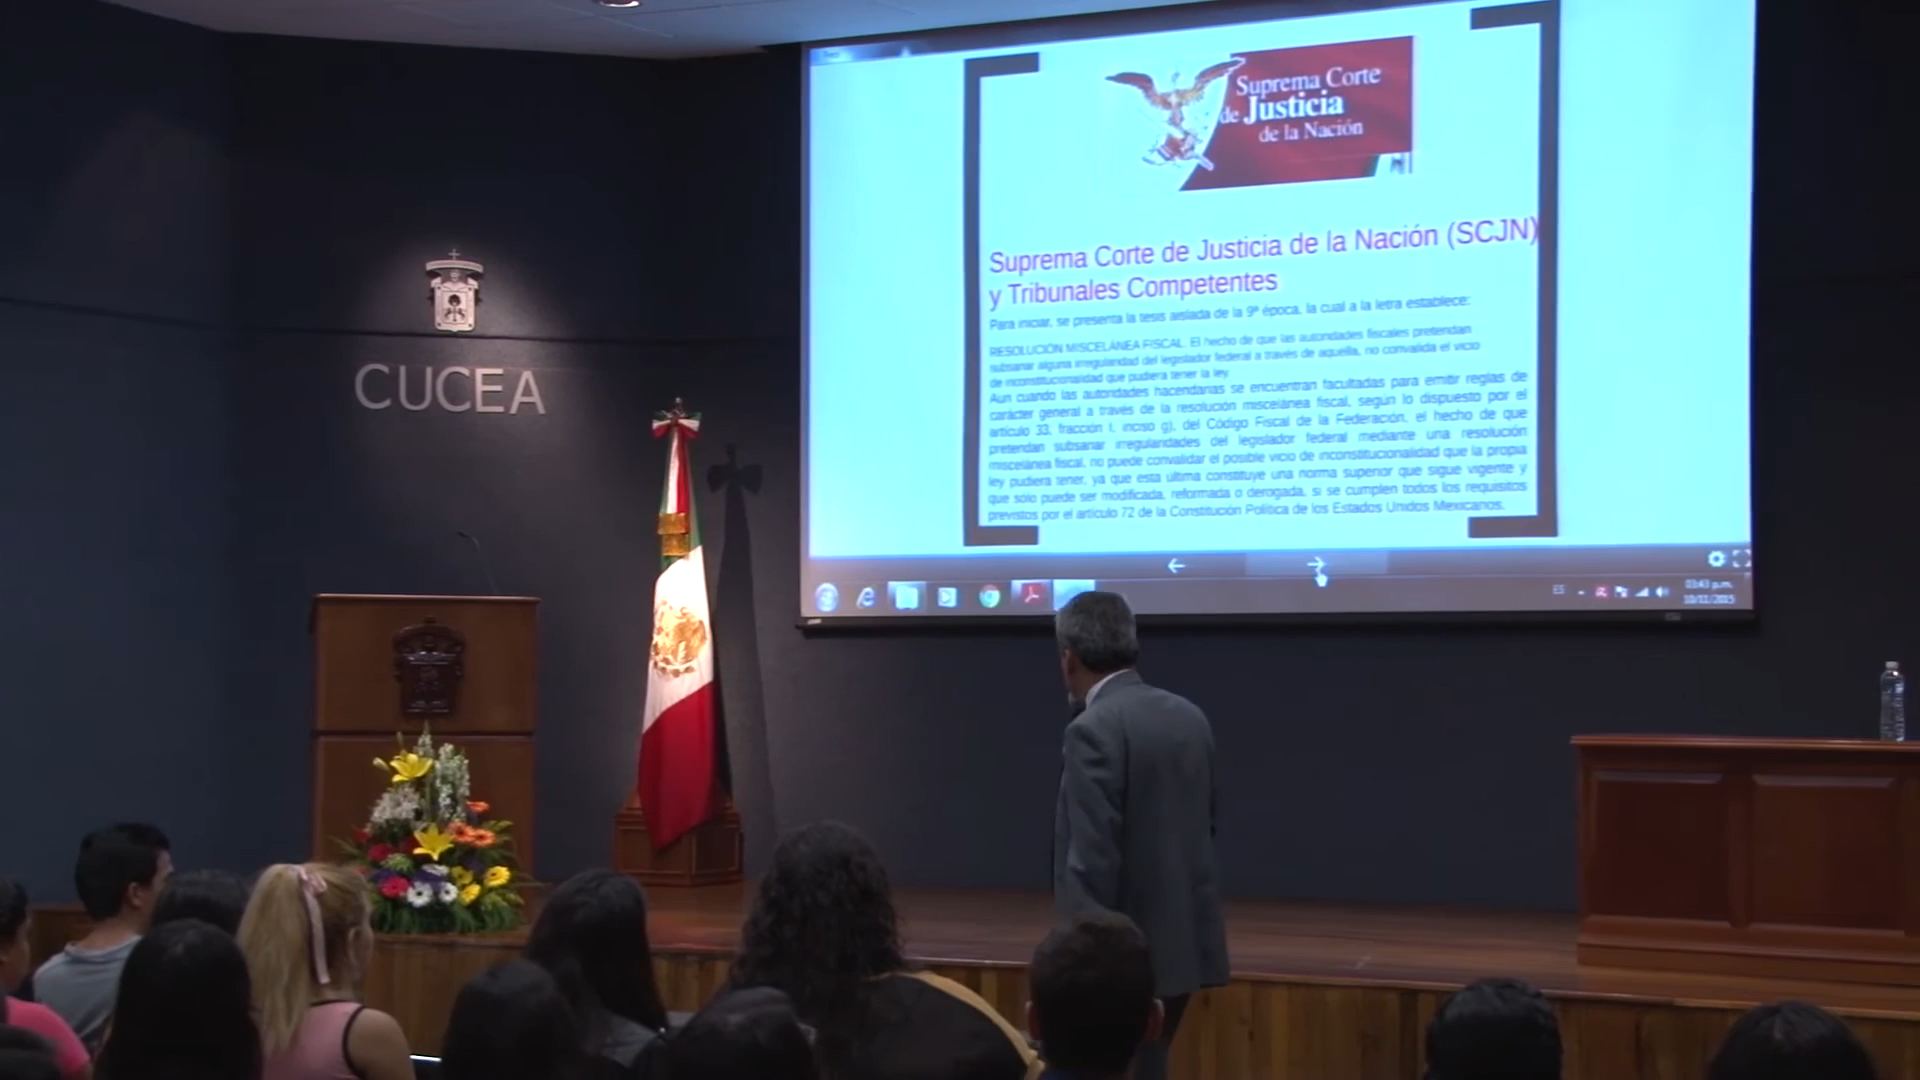 Suprema Corte
de Justicia
de la Nación
Suprema Corte de Justicia de la Nación (SCJN)
y Tribunales Competentes
Para iniciar, se presenta la tesis aislada de la 9ª época, la cual a la letra establece:
RESOLUCIÓN MISCELÁNEA FISCAL. El hecho de que las autoridades fiscales pretendan
subsanar alguna irregularidad del legislador federal a través de aquella, no convalida el vicio
de inconstitucionalidad que pudiera tener la ley.
Aun cuando las autoridades hacendarias se encuentran facultadas para emitir reglas de
carácter general a través de la resolución miscelánea fiscal, según lo dispuesto por el
artículo 33, fracción I, inciso g), del Código Fiscal de la Federación, el hecho de que
pretendan subsanar irregularidades del legislador federal mediante una resolución
miscelánea fiscal, no puede convalidar el posible vicio de inconstitucionalidad que la propia
ley pudiera tener, ya que esta última constituye una norma superior que sigue vigente y
que solo puede ser modificada, reformada o derogada, si se cumplen todos los requisitos
previstos por el artículo 72 de la Constitución Política de los Estados Unidos Mexicanos.
ES
03:43 p.m.
10/11/2015
CUCEA